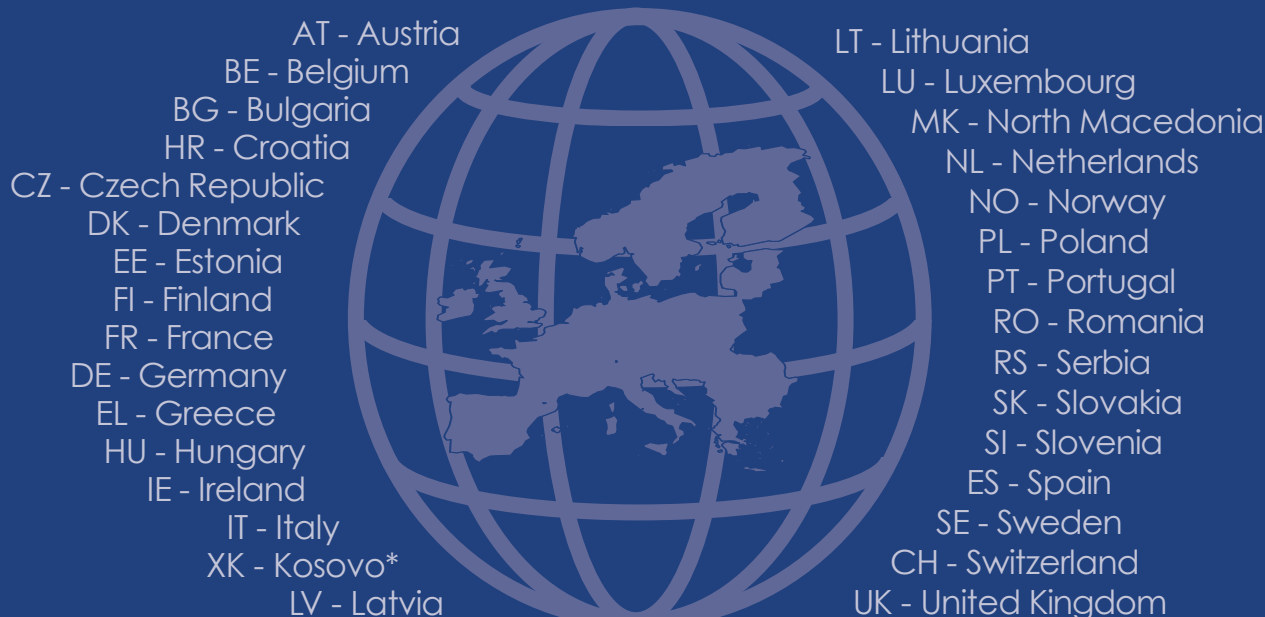 AT - Austria
BE - Belgium
BG - Bulgaria
HR - Croatia
CZ - Czech Republic
DK - Denmark
EE - Estonia
FI - Finland
FR - France
DE - Germany
EL - Greece
HU - Hungary
IE - Ireland
IT - Italy
XK - Kosovo*
LV - Latvia
LT - Lithuania
LU - Luxembourg
MK - North Macedonia
NL - Netherlands
NO - Norway
PL - Poland
PT - Portugal
RO - Romania
RS - Serbia
SK - Slovakia
SI - Slovenia
ES - Spain
SE - Sweden
CH - Switzerland
UK - United Kingdom